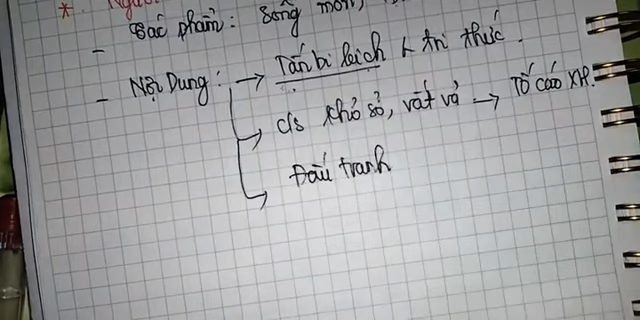 * Người
- Tác phẩm: Sống mòn,
- Nội Dung: → Tấn bi kịch < tri thức.
→ c/s khổ sở, vất vả → Tố cáo XH.
→ Đấu tranh